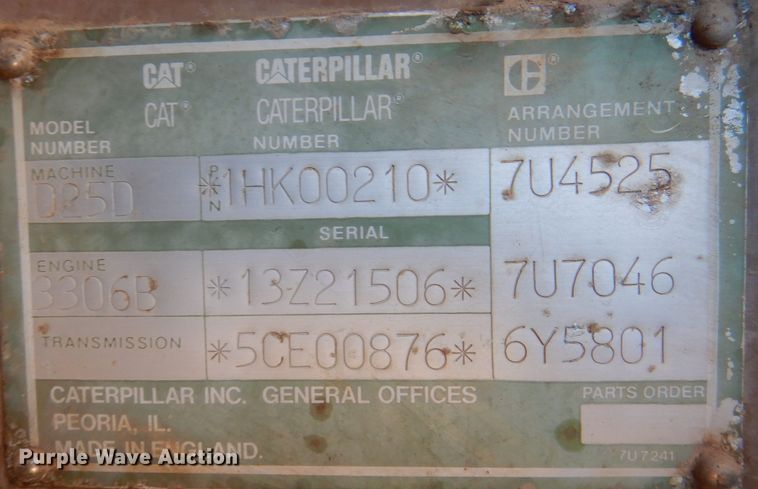 CAT® CATERPILLAR®
CAT® CATERPILLAR®
MODEL NUMBER
NUMBER
ARRANGEMENT NUMBER
MACHINE
D25D
PIN *1HK00210* 7U4525
SERIAL
ENGINE
3306B *13Z21506* 7U7046
TRANSMISSION *5CE00876* 6Y5801
CATERPILLAR INC. GENERAL OFFICES
PARTS ORDER
PEORIA, IL.
MADE IN ENGLAND.
7U7241
Purple Wave Auction